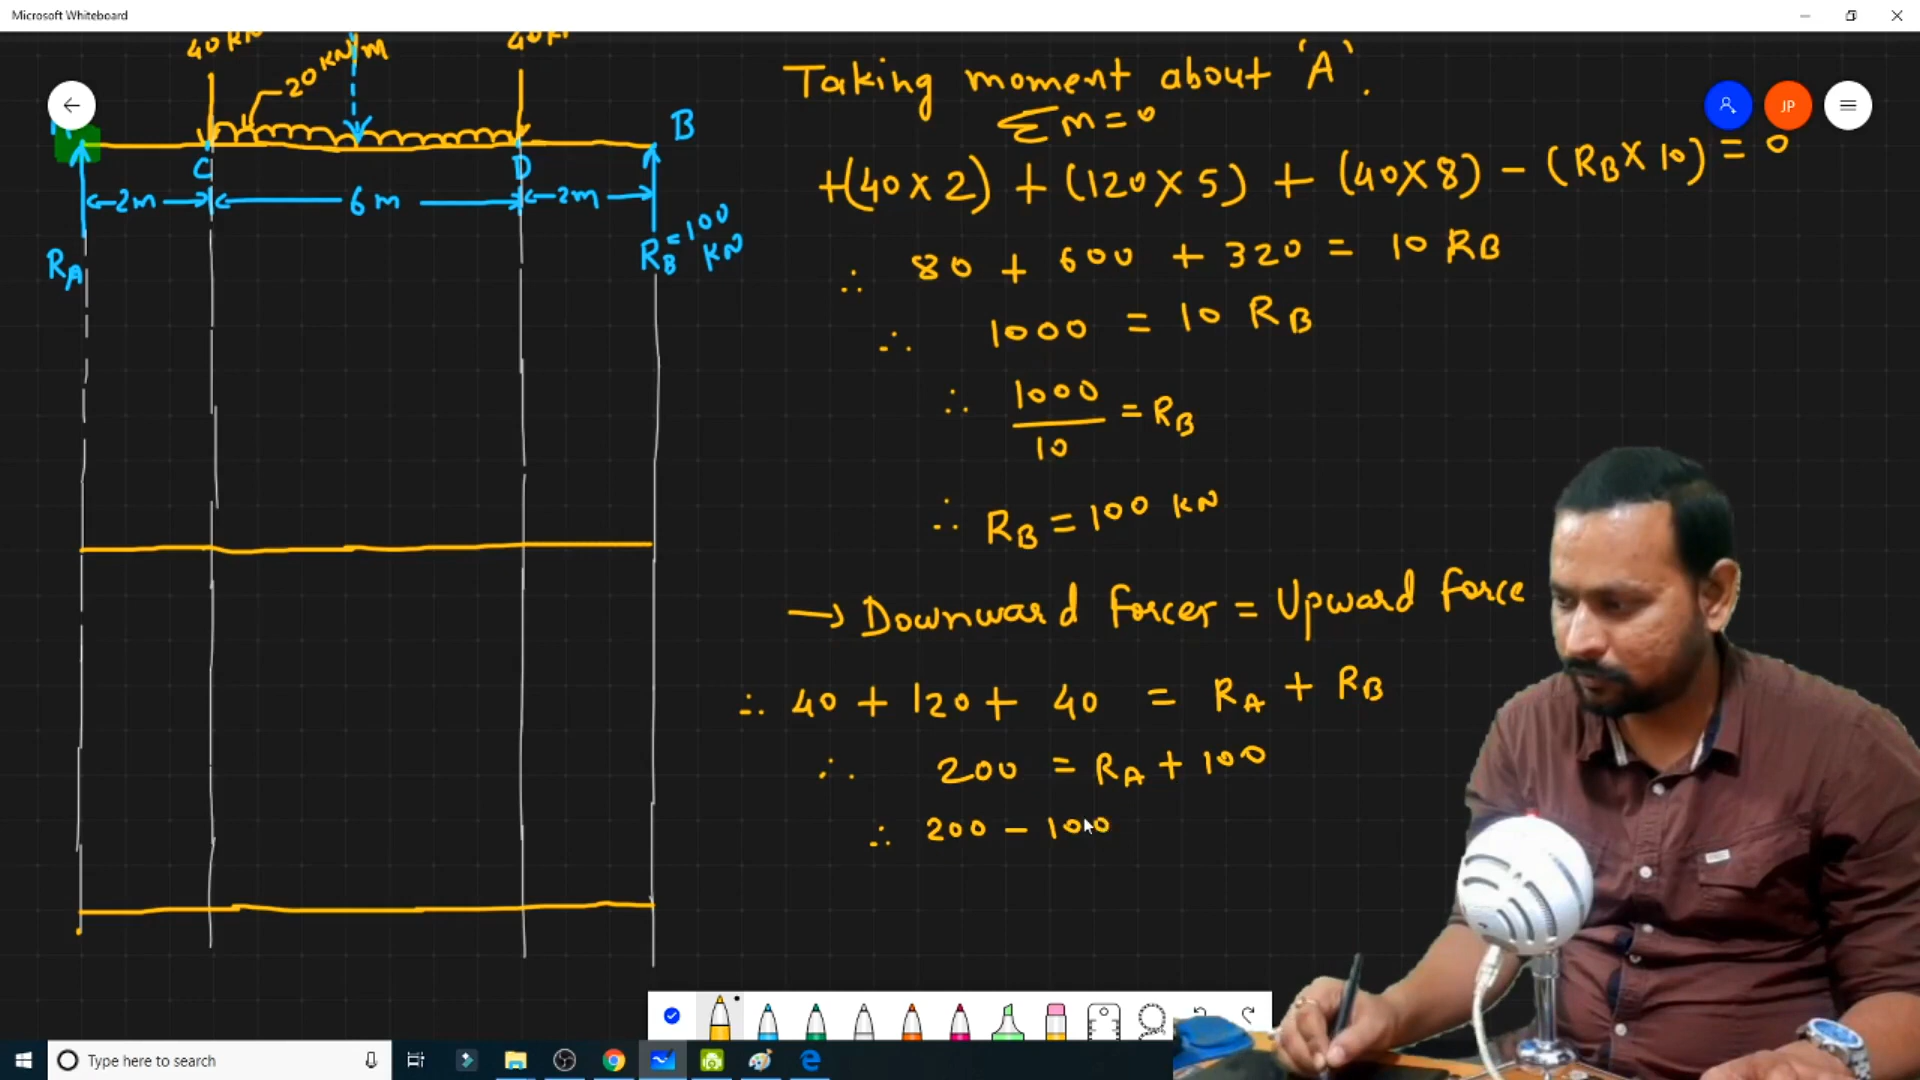 Microsoft Whiteboard
20 KN/m
B
C
D
2m
6 m
2m
RA
RB = 100 KN
Taking moment about 'A'.
Σm = 0
+(40 x 2) + (120 x 5) + (40 x 8) - (RB x 10) = 0
∴ 80 + 600 + 320 = 10 RB
∴ 1000 = 10 RB
∴ 1000/10 = RB
∴ RB = 100 KN
→ Downward forces = Upward force
∴ 40 + 120 + 40 = RA + RB
∴ 200 = RA + 100
∴ 200 - 100
JP
Type here to search